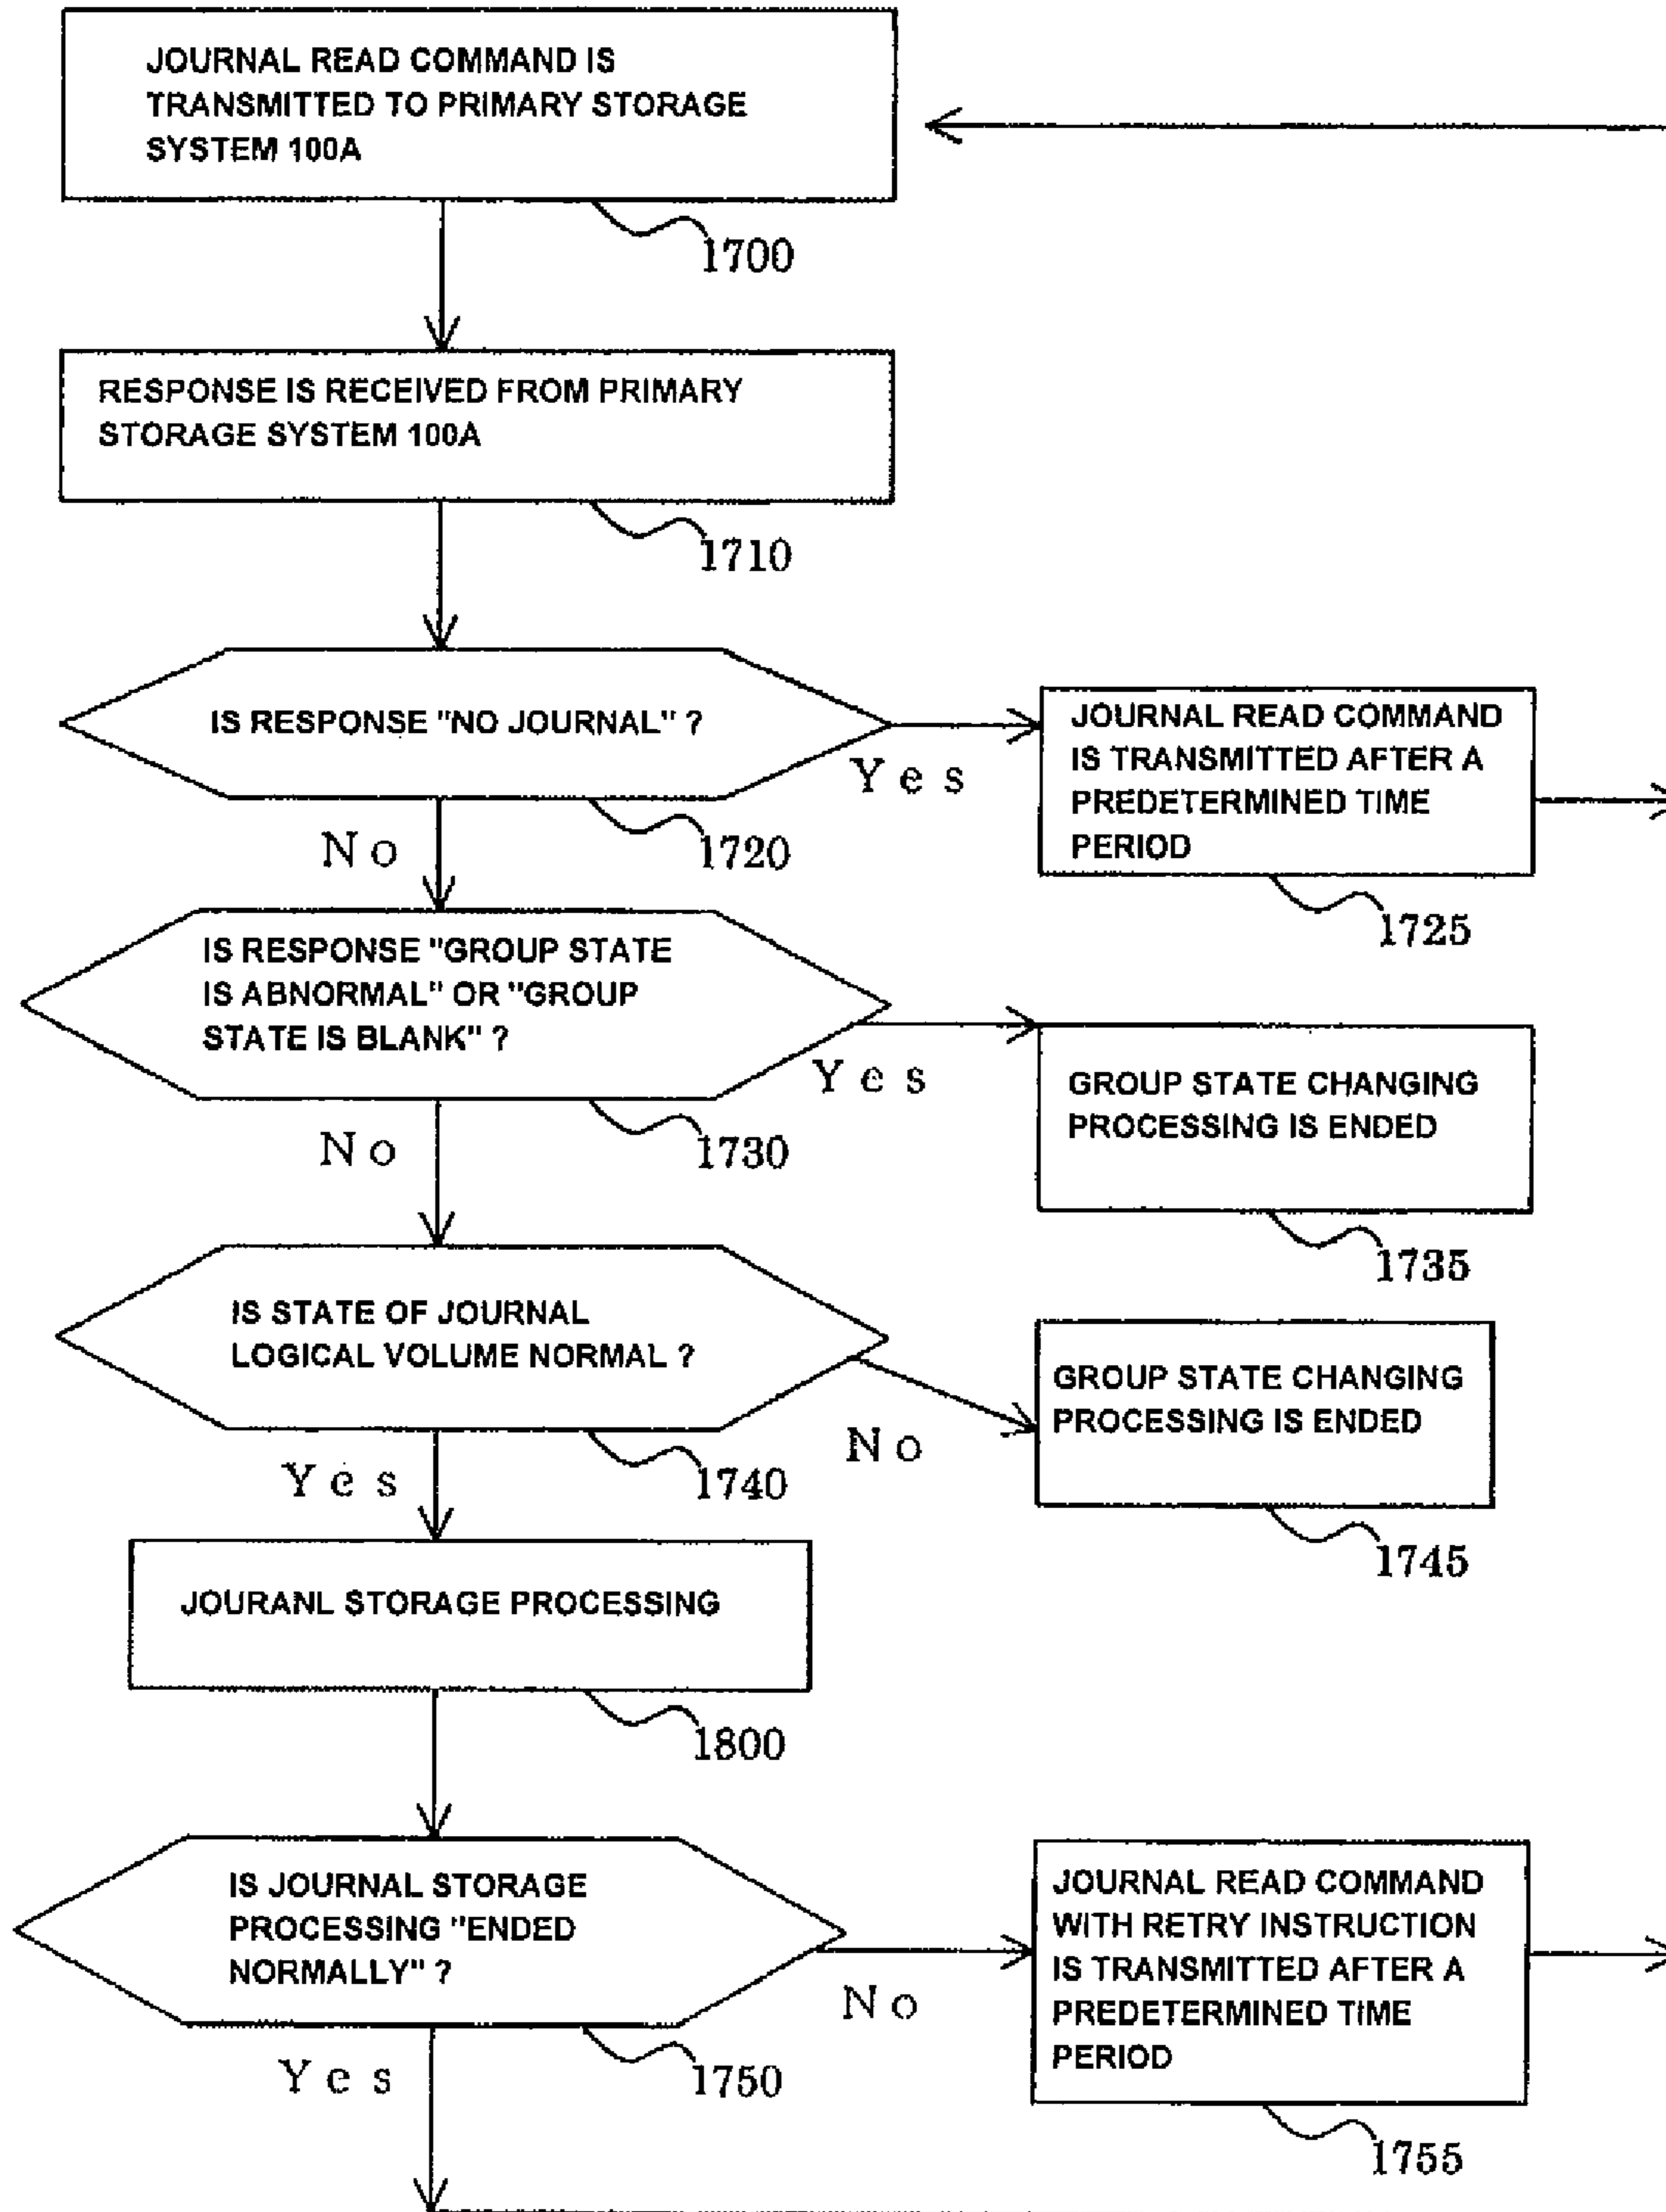 JOURNAL READ COMMAND IS
TRANSMITTED TO PRIMARY STORAGE
SYSTEM 100A
1700
RESPONSE IS RECEIVED FROM PRIMARY
STORAGE SYSTEM 100A
1710
IS RESPONSE "NO JOURNAL" ?
Yes
No
1720
JOURNAL READ COMMAND
IS TRANSMITTED AFTER A
PREDETERMINED TIME
PERIOD
1725
IS RESPONSE "GROUP STATE
IS ABNORMAL" OR "GROUP
STATE IS BLANK" ?
Yes
No
1730
GROUP STATE CHANGING
PROCESSING IS ENDED
1735
IS STATE OF JOURNAL
LOGICAL VOLUME NORMAL ?
No
Yes
1740
GROUP STATE CHANGING
PROCESSING IS ENDED
1745
JOURANL STORAGE PROCESSING
1800
IS JOURNAL STORAGE
PROCESSING "ENDED
NORMALLY" ?
No
Yes
1750
JOURNAL READ COMMAND
WITH RETRY INSTRUCTION
IS TRANSMITTED AFTER A
PREDETERMINED TIME
PERIOD
1755